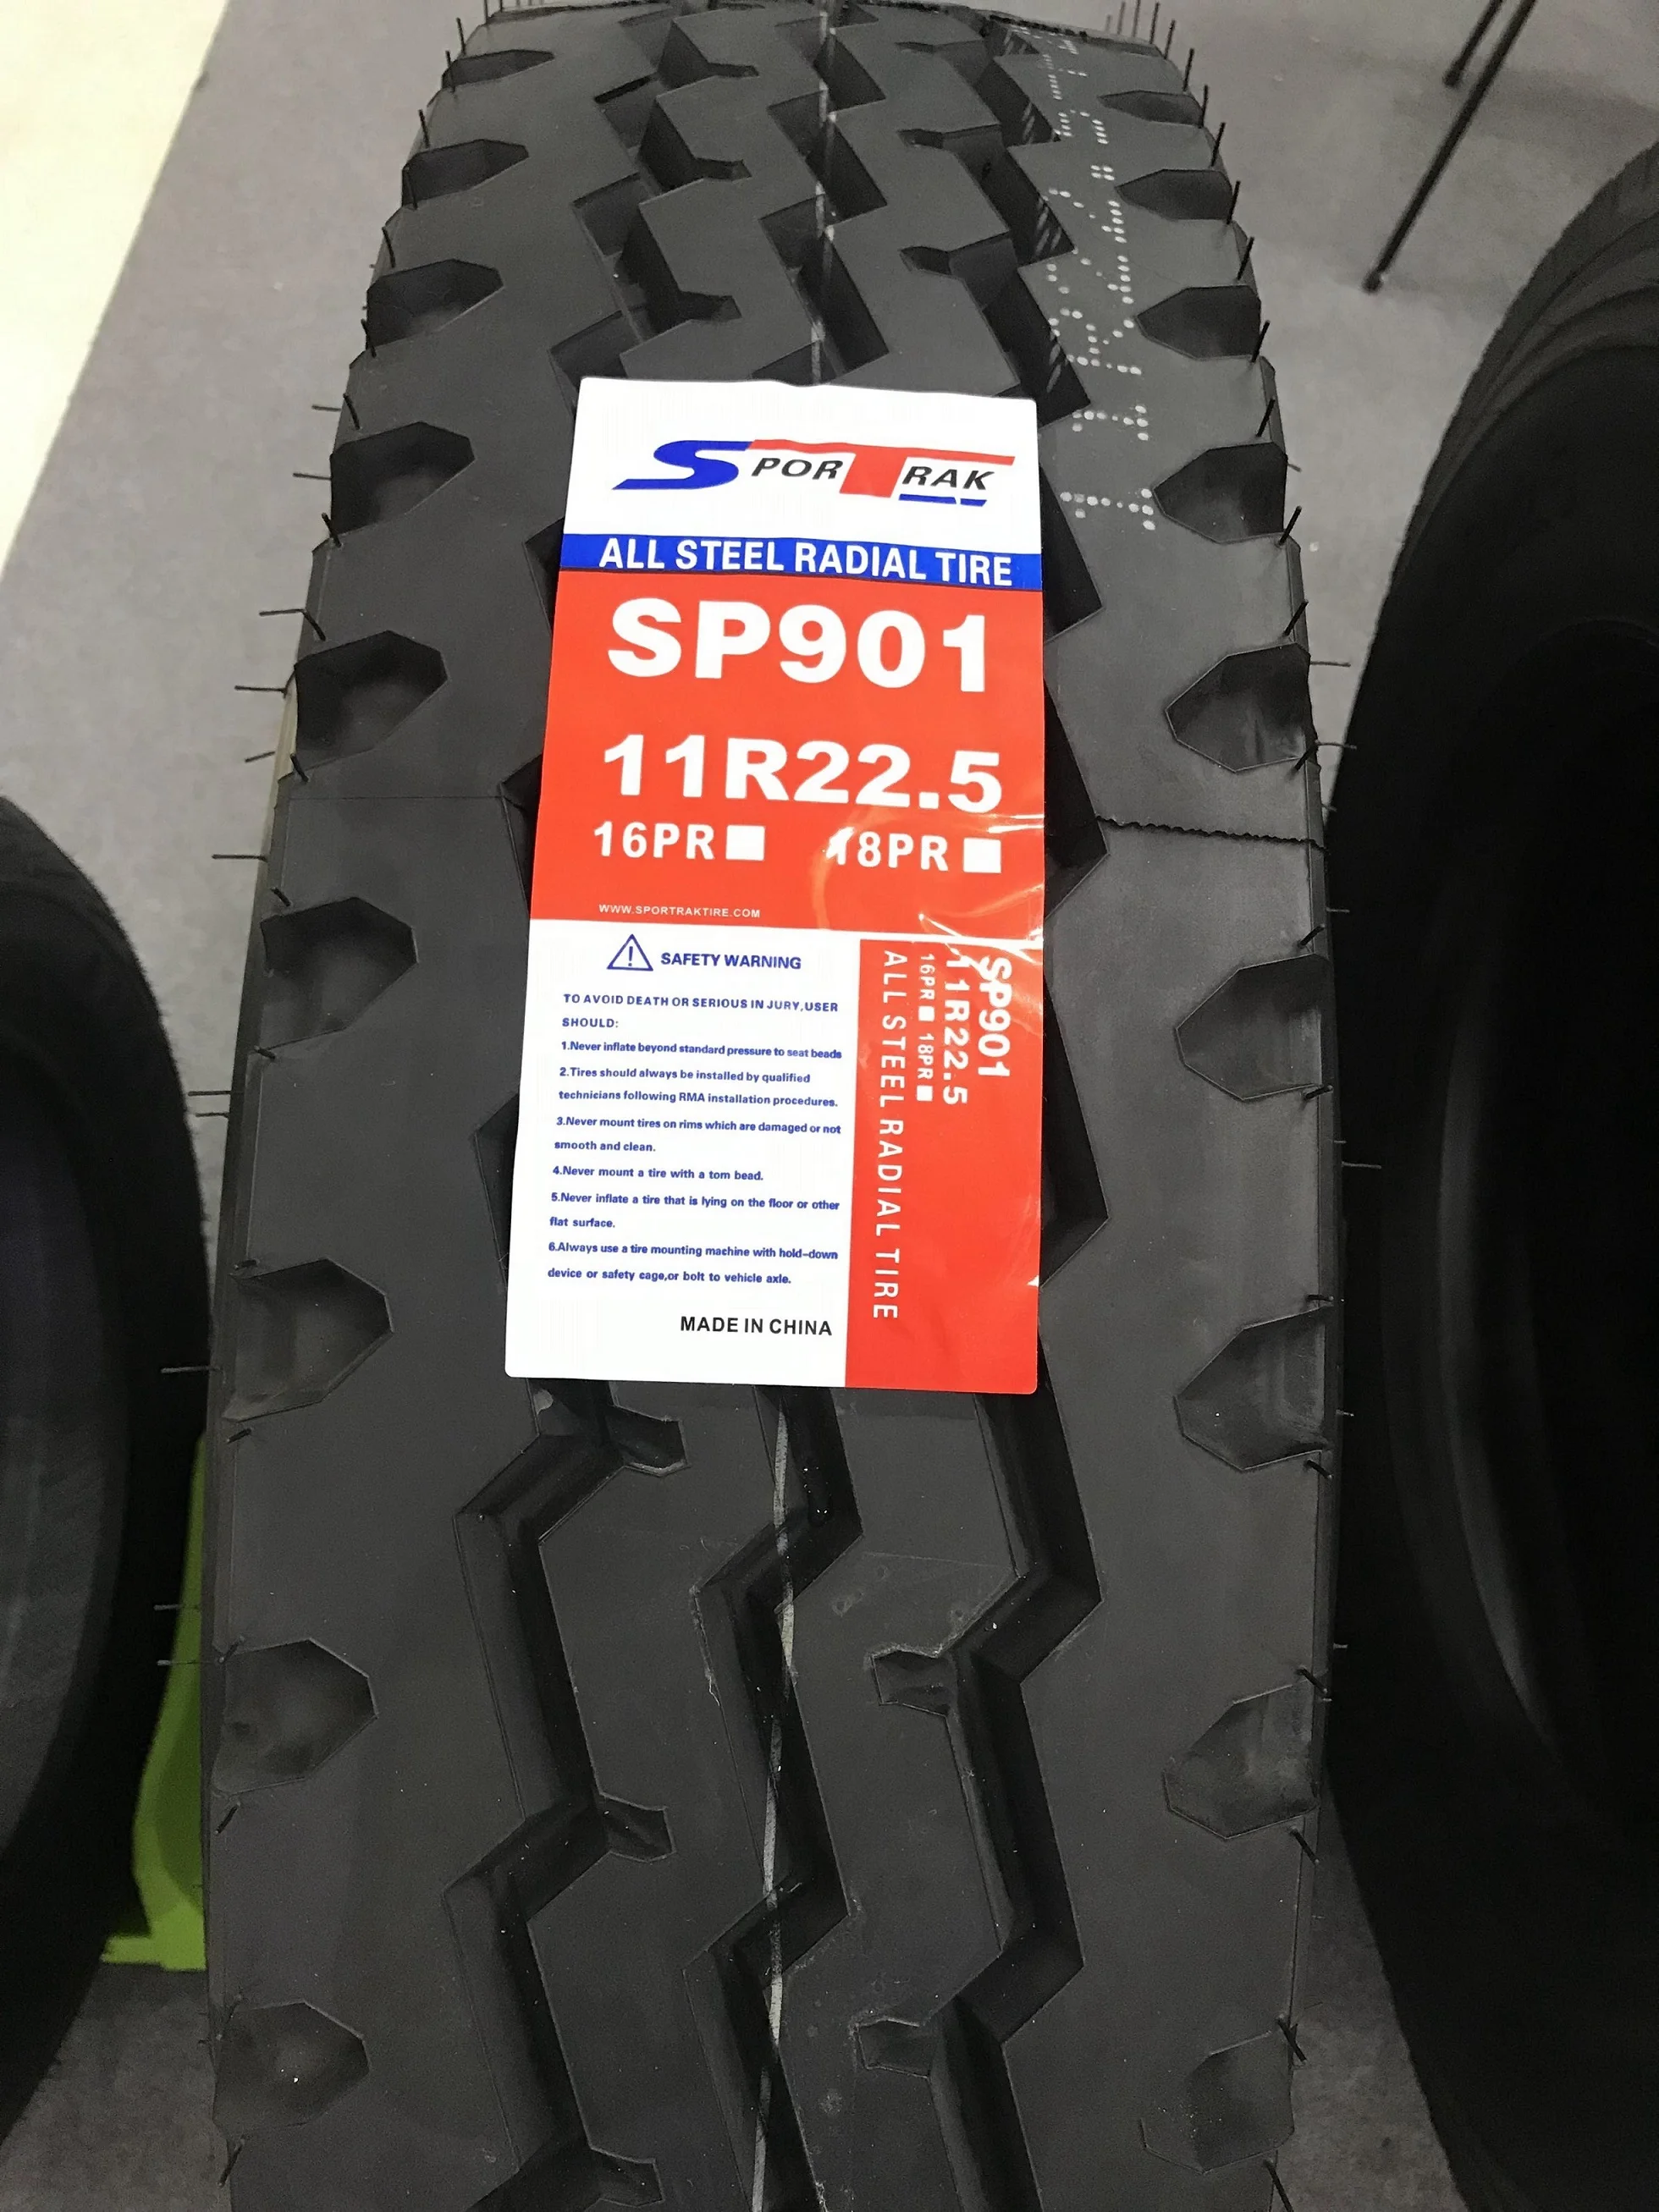 SPORTRAK
ALL STEEL RADIAL TIRE
SP901
11R22.5
16PR 18PR
WWW.SPORTRAKTIRE.COM
SAFETY WARNING
TO AVOID DEATH OR SERIOUS IN JURY,USER
SHOULD:
1.Never inflate beyond standard pressure to seat beads
2.Tires should always be installed by qualified
technicians following RMA installation procedures.
3.Never mount tires on rims which are damaged or not
smooth and clean.
4.Never mount a tire with a tom bead.
5.Never inflate a tire that is lying on the floor or other
flat surface.
6.Always use a tire mounting machine with hold-down
device or safety cage,or bolt to vehicle axle.
MADE IN CHINA
SP901
11R22.5
16PR 18PR
ALL STEEL RADIAL TIRE